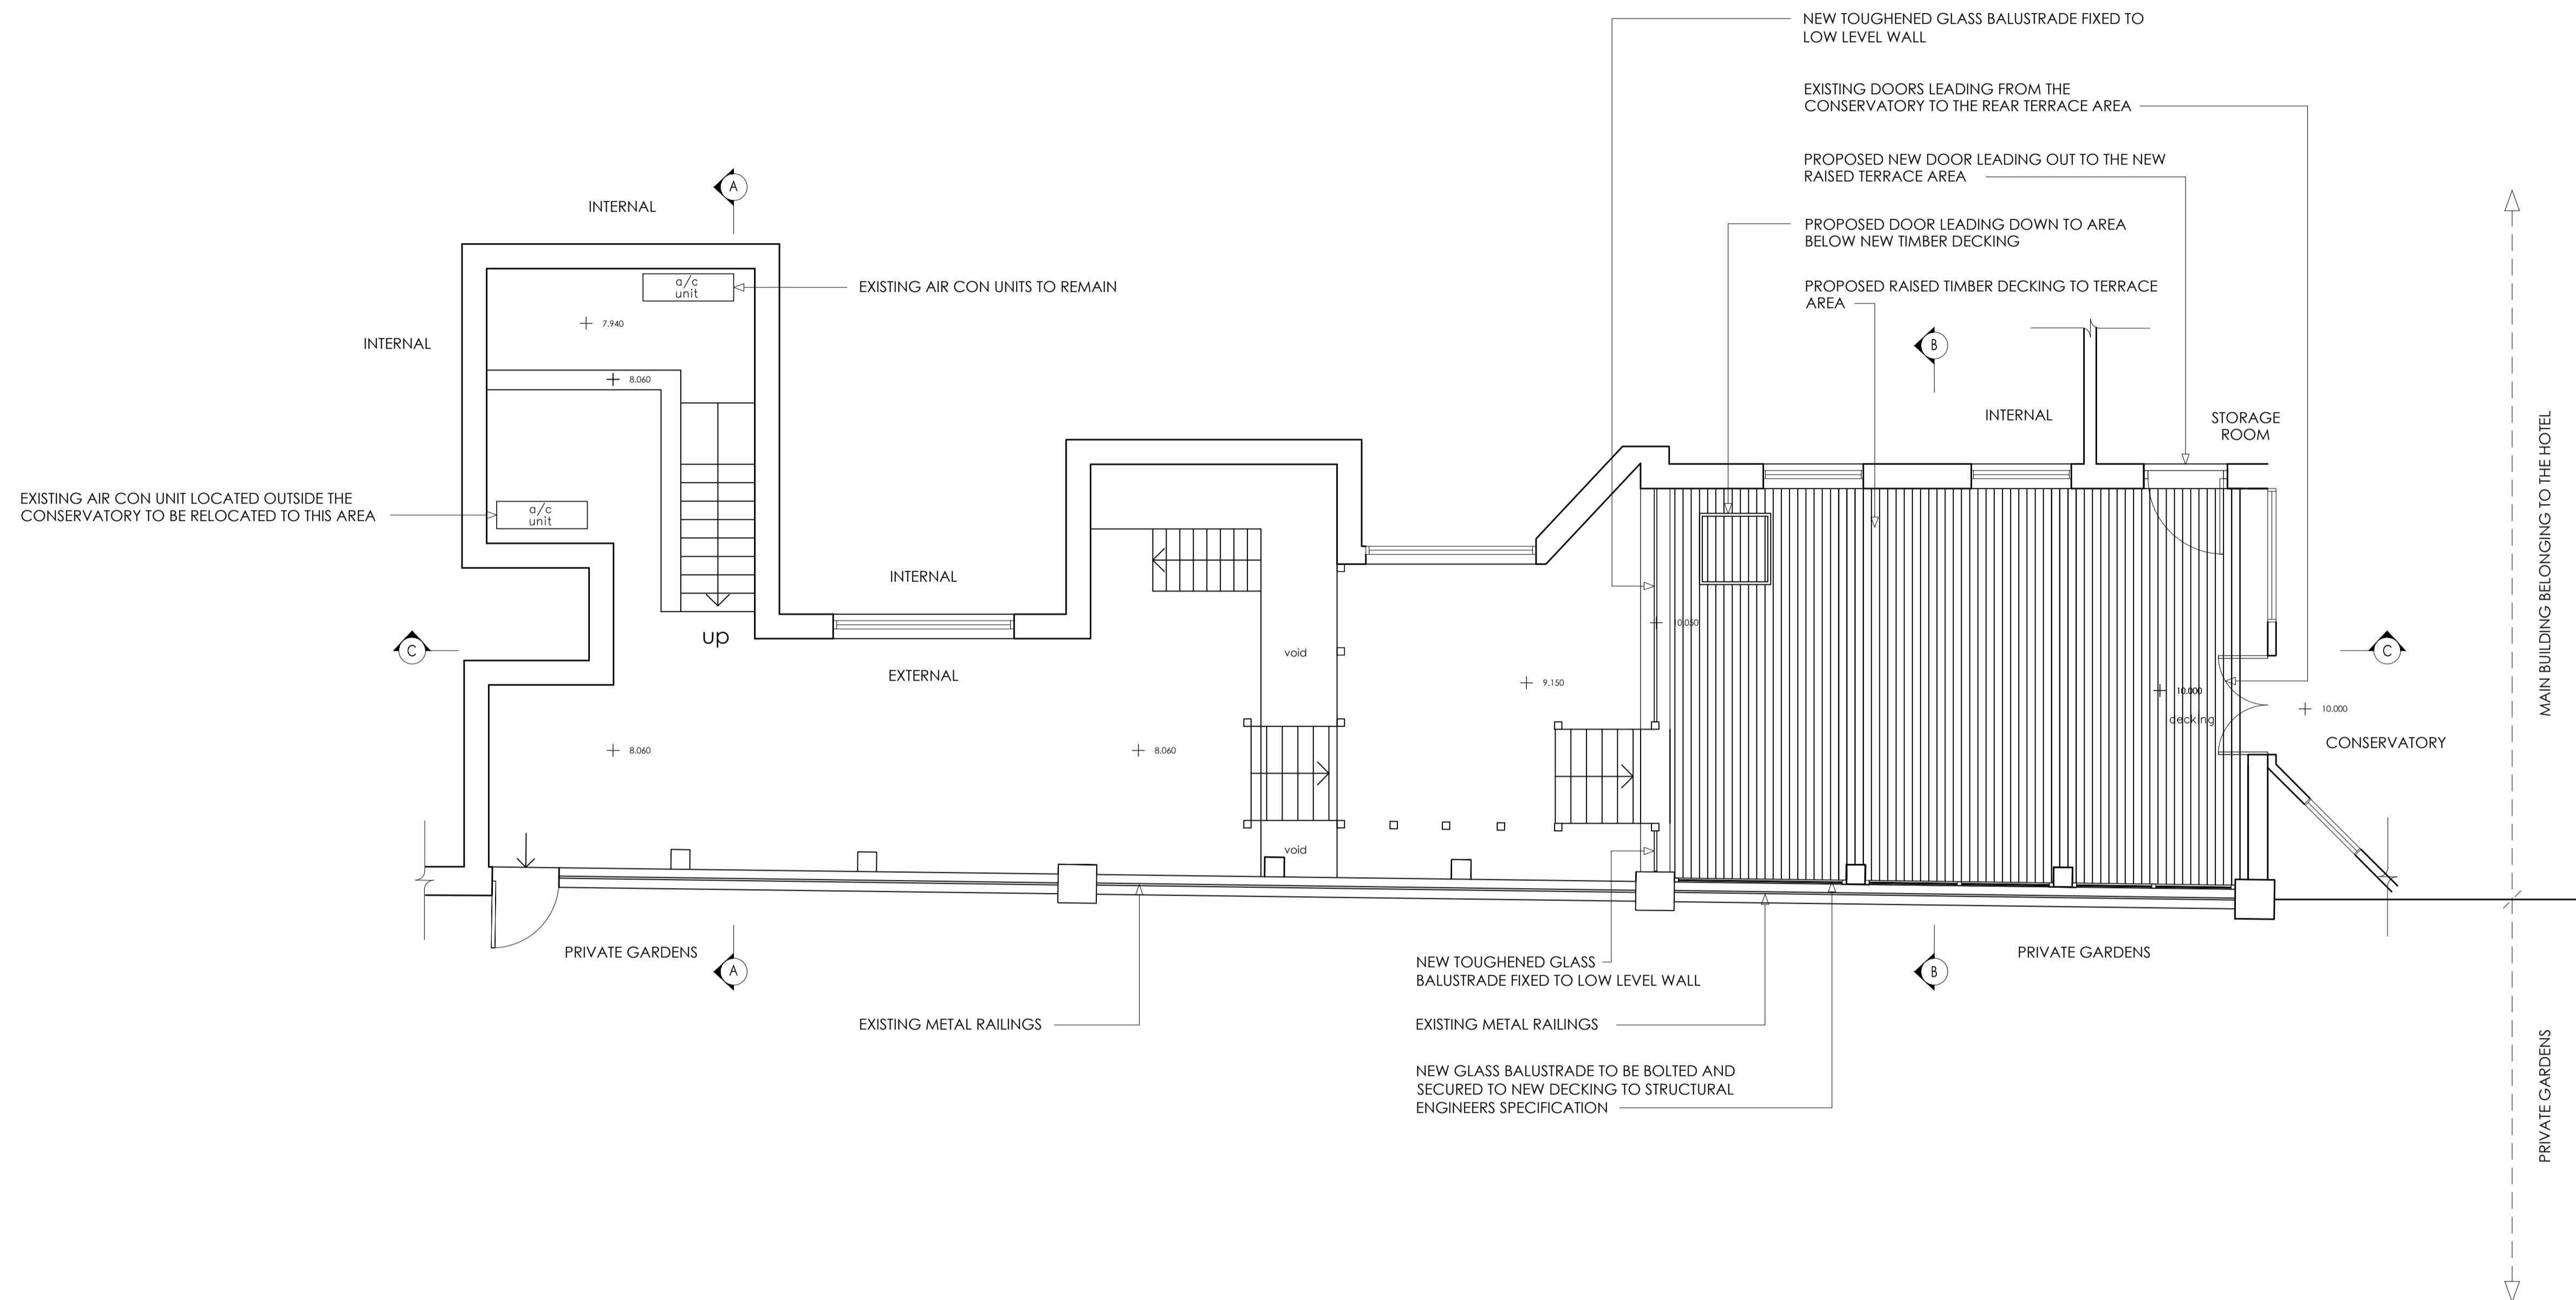 NEW TOUGHENED GLASS BALUSTRADE FIXED TO
LOW LEVEL WALL
EXISTING DOORS LEADING FROM THE
CONSERVATORY TO THE REAR TERRACE AREA
PROPOSED NEW DOOR LEADING OUT TO THE NEW
RAISED TERRACE AREA
PROPOSED DOOR LEADING DOWN TO AREA
BELOW NEW TIMBER DECKING
PROPOSED RAISED TIMBER DECKING TO TERRACE
AREA
A
INTERNAL
a/c
unit
EXISTING AIR CON UNITS TO REMAIN
7.940
INTERNAL
8.060
B
INTERNAL
STORAGE
ROOM
EXISTING AIR CON UNIT LOCATED OUTSIDE THE
CONSERVATORY TO BE RELOCATED TO THIS AREA
a/c
unit
INTERNAL
up
C
EXTERNAL
void
10.050
9.150
10.000
decking
10.000
C
CONSERVATORY
MAIN BUILDING BELONGING TO THE HOTEL
8.060
8.060
void
PRIVATE GARDENS
A
NEW TOUGHENED GLASS
BALUSTRADE FIXED TO LOW LEVEL WALL
B
PRIVATE GARDENS
EXISTING METAL RAILINGS
EXISTING METAL RAILINGS
NEW GLASS BALUSTRADE TO BE BOLTED AND
SECURED TO NEW DECKING TO STRUCTURAL
ENGINEERS SPECIFICATION
PRIVATE GARDENS